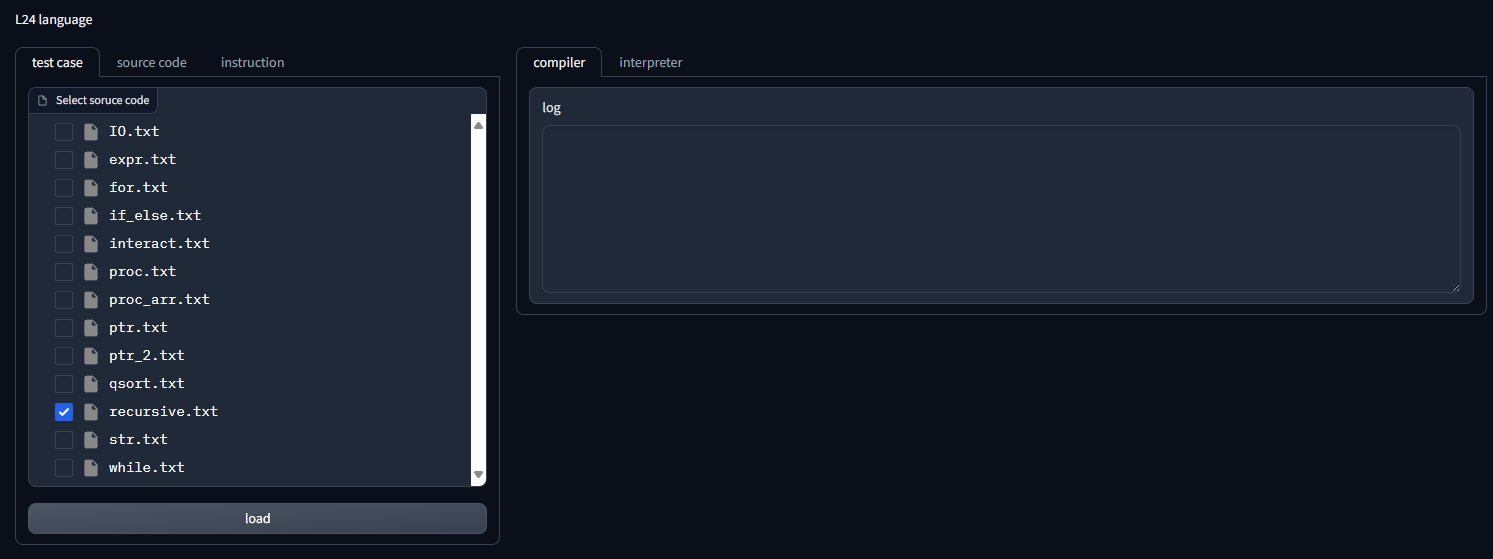 L24 language
test case
source code
instruction
Select soruce code
IO.txt
expr.txt
for.txt
if_else.txt
interact.txt
proc.txt
proc_arr.txt
ptr.txt
ptr_2.txt
qsort.txt
recursive.txt
str.txt
while.txt
load
compiler
interpreter
log